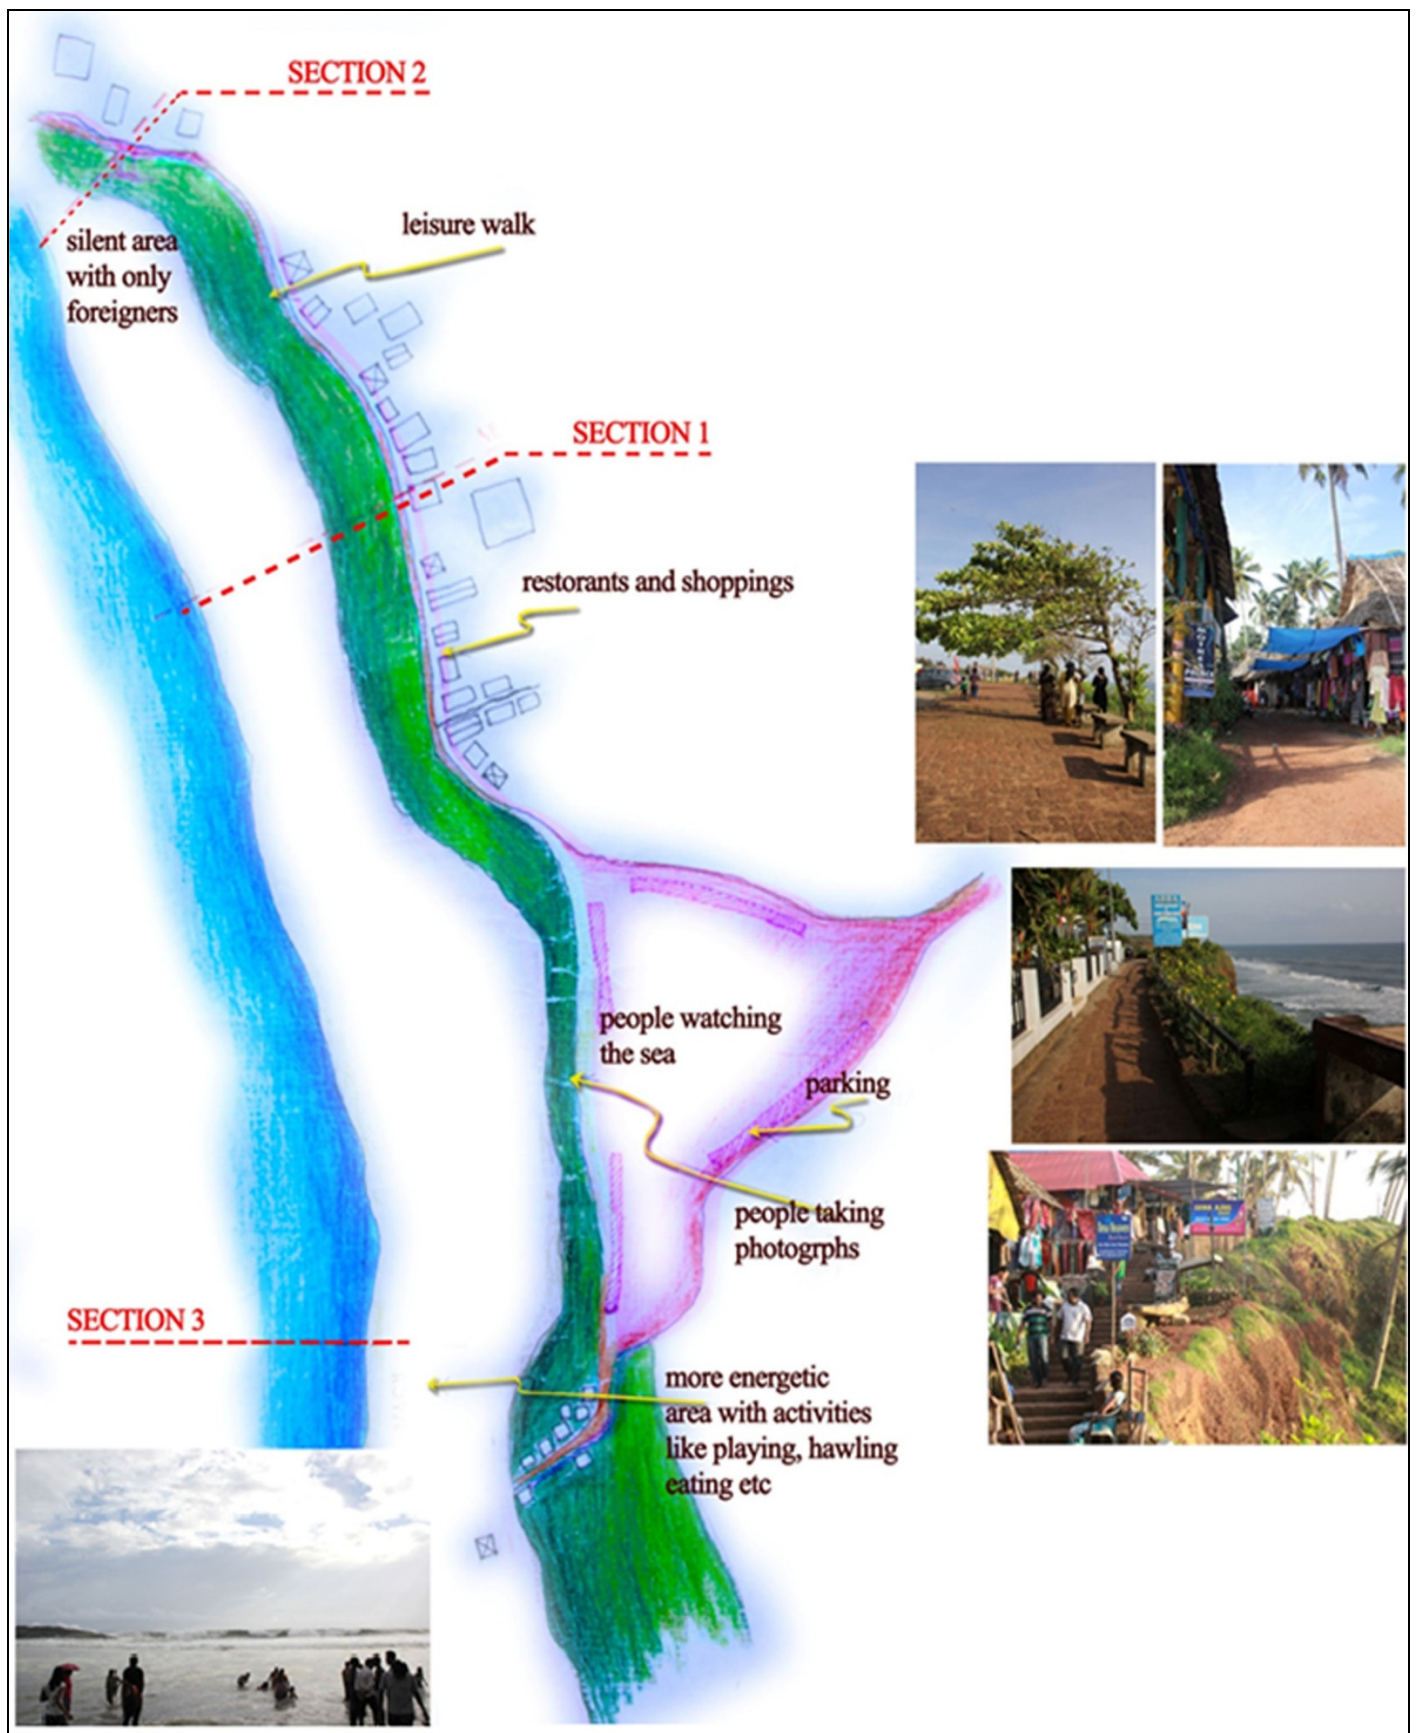 SECTION 2
leisure walk
silent area
with only
foreigners
SECTION 1
restorants and shoppings
people watching
the sea
parking
people taking
photogrphs
SECTION 3
more energetic
area with activities
like playing, hawling
eating etc